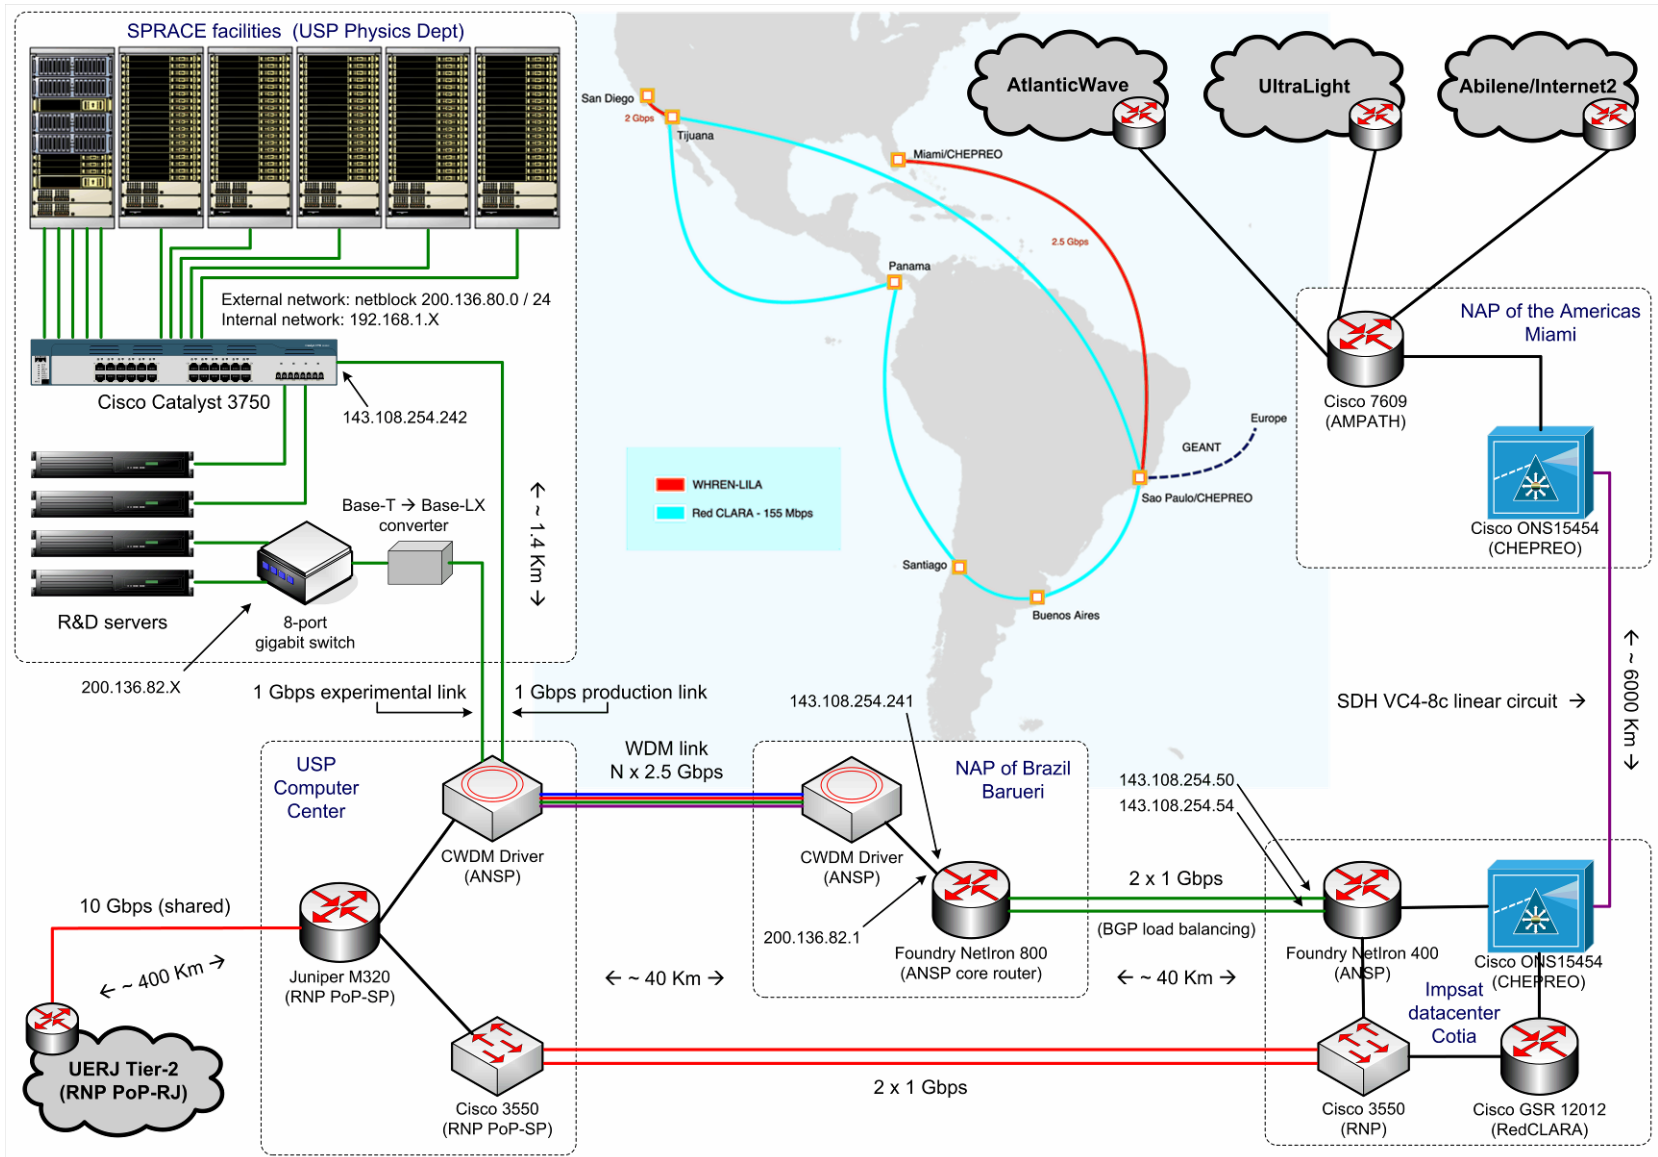 SPRACE facilities  (USP Physics Dept)
External network: netblock 200.136.80.0 / 24
Internal network: 192.168.1.X
Cisco Catalyst 3750
143.108.254.242
Base-T → Base-LX
converter
← ~ 1.4 Km →
R&D servers
8-port
gigabit switch
200.136.82.X
1 Gbps experimental link
1 Gbps production link
San Diego
2 Gbps
Tijuana
Miami/CHEPREO
2.5 Gbps
Panama
Europe
GEANT
Sao Paulo/CHEPREO
WHREN-LILA
Red CLARA - 155 Mbps
Santiago
Buenos Aires
AtlanticWave
UltraLight
Abilene/Internet2
NAP of the Americas
Miami
Cisco 7609
(AMPATH)
Cisco ONS15454
(CHEPREO)
← ~ 6000 Km →
SDH VC4-8c linear circuit →
USP
Computer
Center
CWDM Driver
(ANSP)
WDM link
N x 2.5 Gbps
143.108.254.241
NAP of Brazil
Barueri
CWDM Driver
(ANSP)
200.136.82.1
Foundry NetIron 800
(ANSP core router)
143.108.254.50
143.108.254.54
2 x 1 Gbps
(BGP load balancing)
Foundry NetIron 400
(ANSP)
Cisco ONS15454
(CHEPREO)
Impsat
datacenter
Cotia
10 Gbps (shared)
← ~ 400 Km →
Juniper M320
(RNP PoP-SP)
← ~ 40 Km →
← ~ 40 Km →
UERJ Tier-2
(RNP PoP-RJ)
Cisco 3550
(RNP PoP-SP)
2 x 1 Gbps
Cisco 3550
(RNP)
Cisco GSR 12012
(RedCLARA)